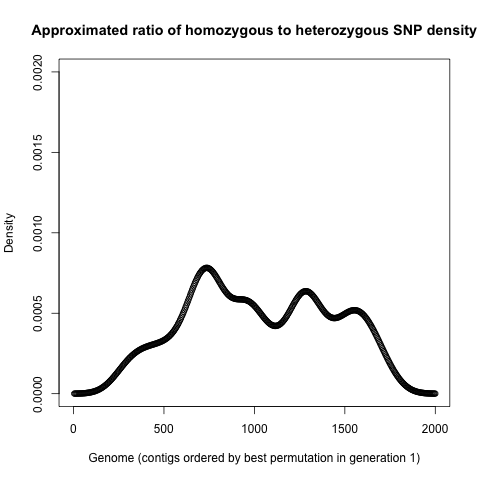 Approximated ratio of homozygous to heterozygous SNP density
0.0020
0.0015
0.0010
0.0005
0.0000
Density
0 500 1000 1500 2000
Genome (contigs ordered by best permutation in generation 1)